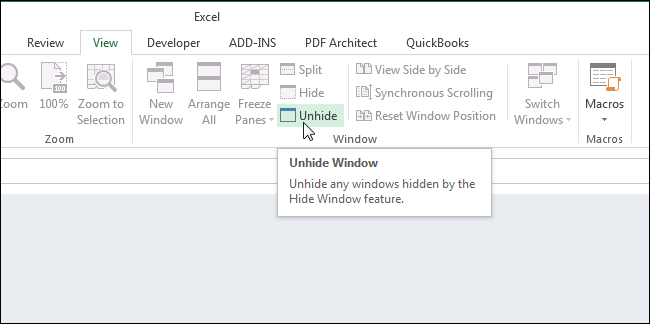 Excel
Review View Developer ADD-INS PDF Architect QuickBooks
Split View Side by Side
Hide Synchronous Scrolling
Unhide Reset Window Position
Zoom 100% Zoom to Selection
New Window Arrange All Freeze Panes
Switch Windows Macros
Zoom Window Macros
Unhide Window
Unhide any windows hidden by the
Hide Window feature.